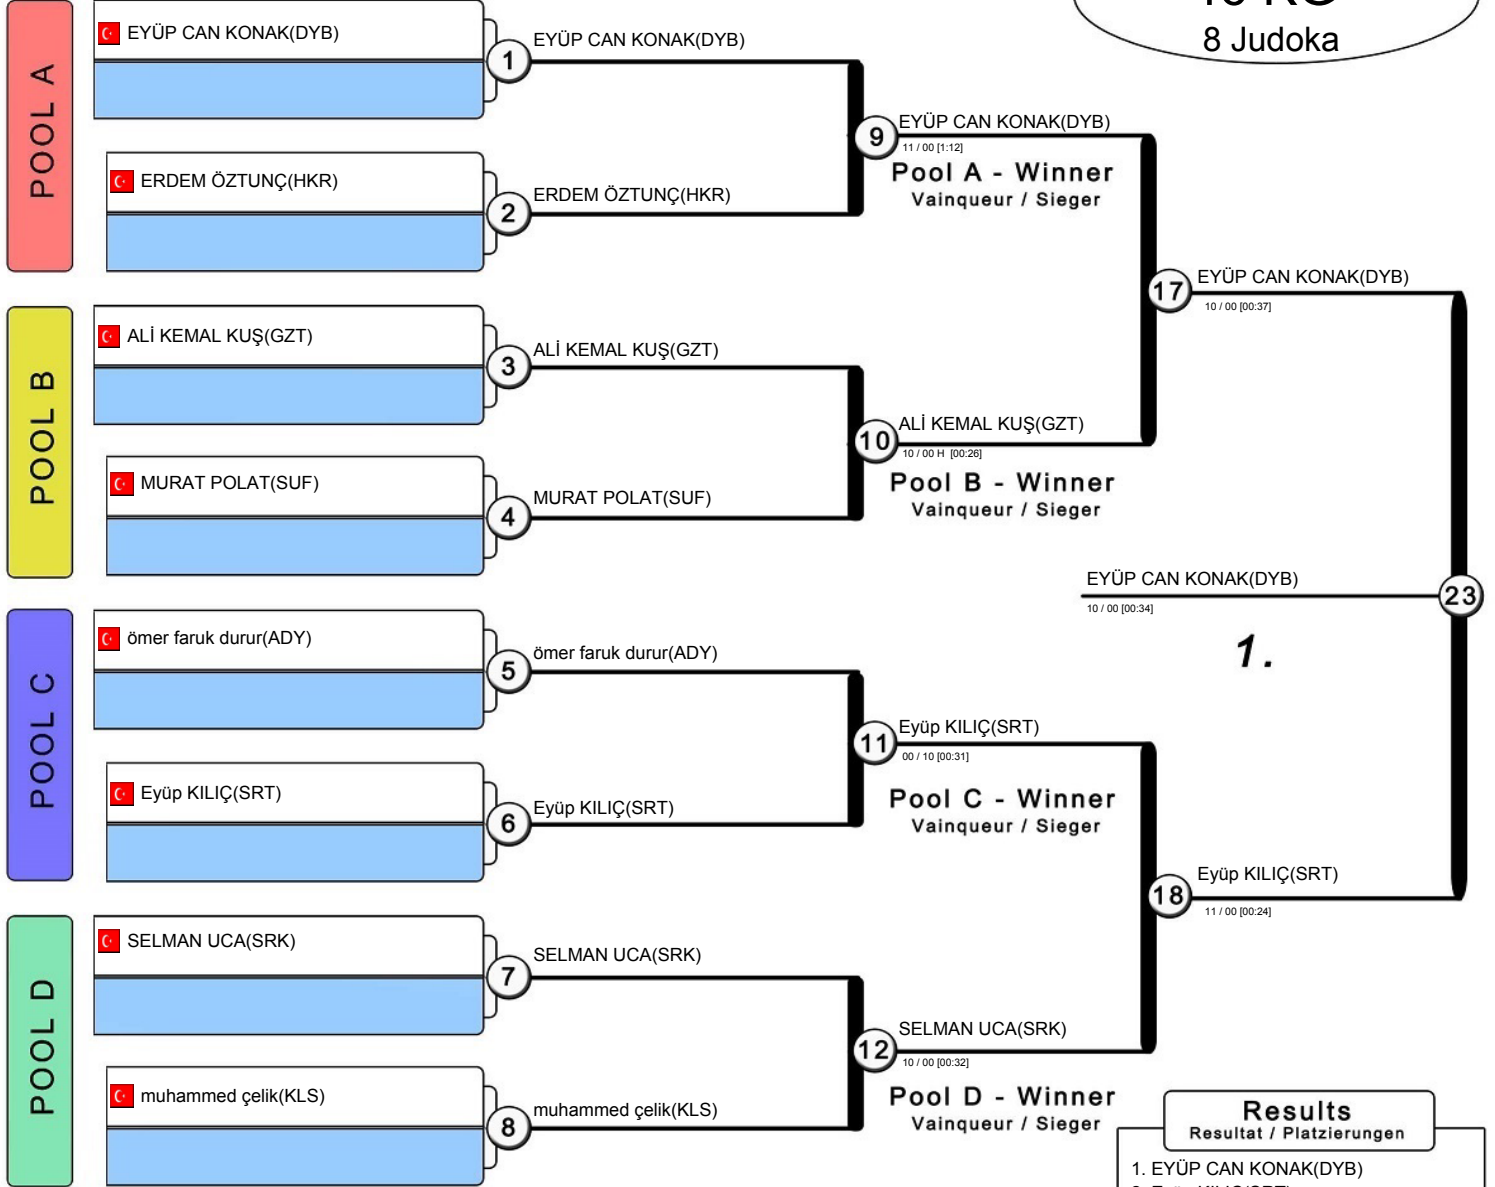 8 Judoka
POOL A
EYÜP CAN KONAK(DYB)
1
EYÜP CAN KONAK(DYB)
ERDEM ÖZTUNÇ(HKR)
2
ERDEM ÖZTUNÇ(HKR)
9
EYÜP CAN KONAK(DYB)
11 / 00 [1:12]
Pool A - Winner
Vainqueur / Sieger
POOL B
ALİ KEMAL KUŞ(GZT)
3
ALİ KEMAL KUŞ(GZT)
MURAT POLAT(SUF)
4
MURAT POLAT(SUF)
10
ALİ KEMAL KUŞ(GZT)
10 / 00 H [00:26]
Pool B - Winner
Vainqueur / Sieger
17
EYÜP CAN KONAK(DYB)
10 / 00 [00:37]
EYÜP CAN KONAK(DYB)
23
10 / 00 [00:34]
1.
POOL C
ömer faruk durur(ADY)
5
ömer faruk durur(ADY)
Eyüp KILIÇ(SRT)
6
Eyüp KILIÇ(SRT)
11
Eyüp KILIÇ(SRT)
00 / 10 [00:31]
Pool C - Winner
Vainqueur / Sieger
18
Eyüp KILIÇ(SRT)
11 / 00 [00:24]
POOL D
SELMAN UCA(SRK)
7
SELMAN UCA(SRK)
muhammed çelik(KLS)
8
muhammed çelik(KLS)
12
SELMAN UCA(SRK)
10 / 00 [00:32]
Pool D - Winner
Vainqueur / Sieger
Results
Resultat / Platzierungen
1. EYÜP CAN KONAK(DYB)